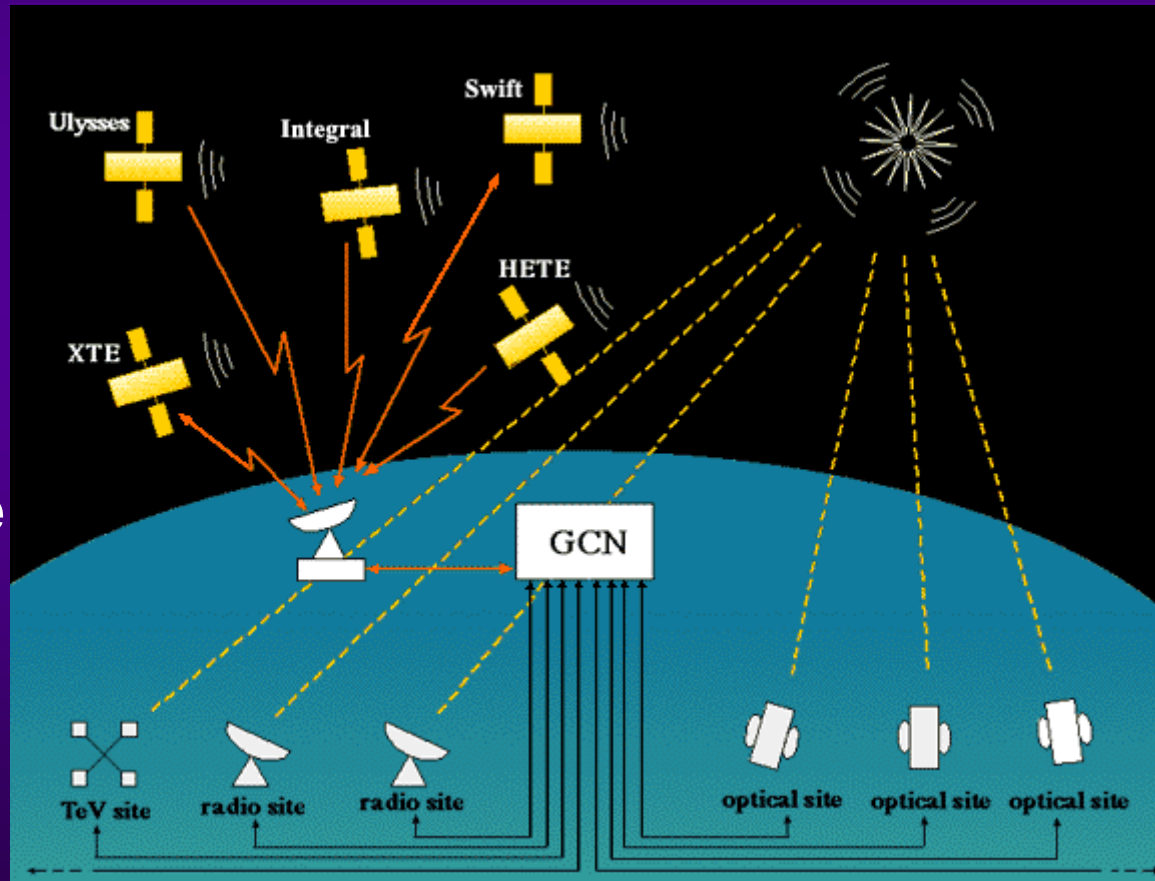 Swift
Ulysses
Integral
HETE
XTE
e
GCN
TeV site
radio site
radio site
optical site
optical site
optical site